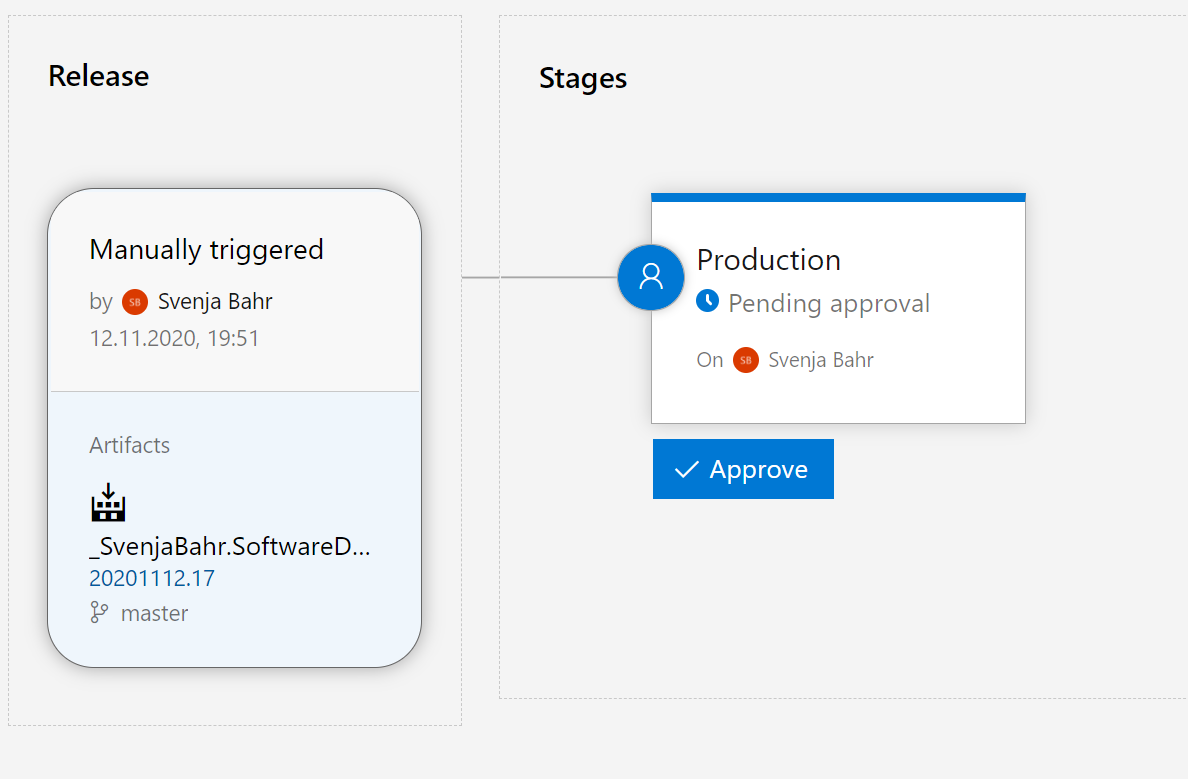 Release
Manually triggered
by SB Svenja Bahr
12.11.2020, 19:51
Artifacts
_SvenjaBahr.SoftwareD...
20201112.17
master
Stages
Production
Pending approval
On SB Svenja Bahr
Approve